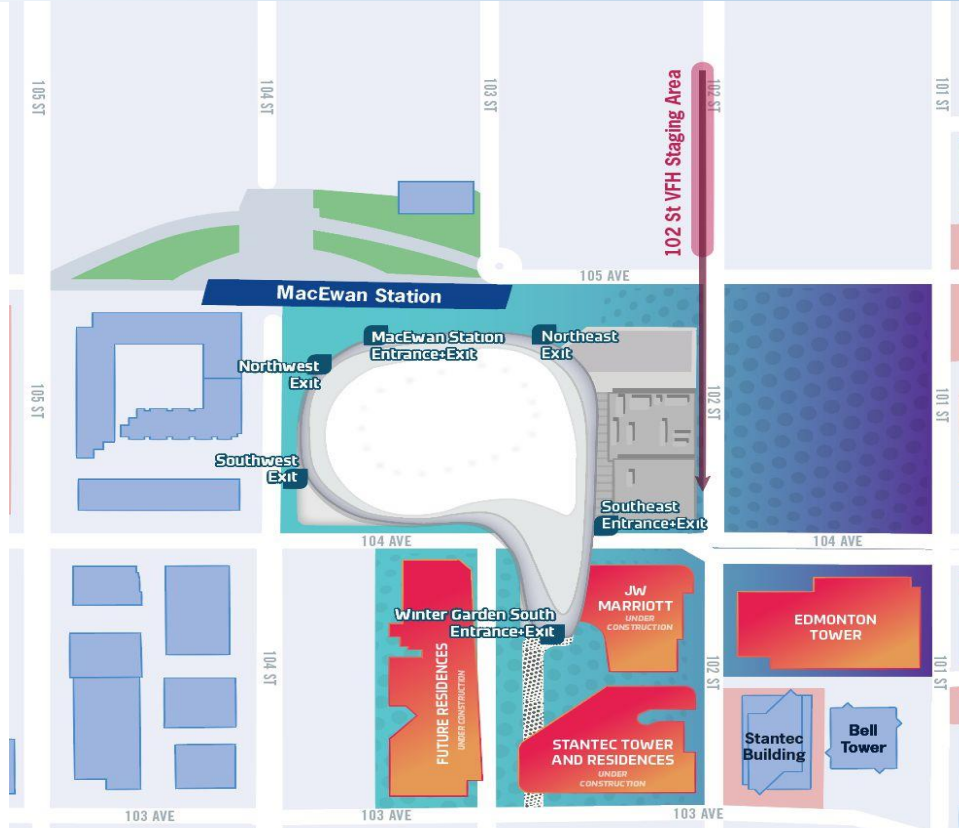 105 ST
104 ST
103 ST
102 St VFH Staging Area
102 ST
101 ST
105 AVE
MacEwan Station
MacEwan Station
Entrance+Exit
Northeast
Exit
Northwest
Exit
105 ST
102 ST
101 ST
Southwest
Exit
Southeast
Entrance+Exit
104 AVE
104 AVE
JW
MARRIOTT
UNDER
CONSTRUCTION
Winter Garden South
Entrance+Exit
EDMONTON
TOWER
104 ST
FUTURE RESIDENCES
UNDER CONSTRUCTION
102 ST
101 ST
STANTEC TOWER
AND RESIDENCES
UNDER
CONSTRUCTION
Stantec
Building
Bell
Tower
103 AVE
103 AVE
103 AVE